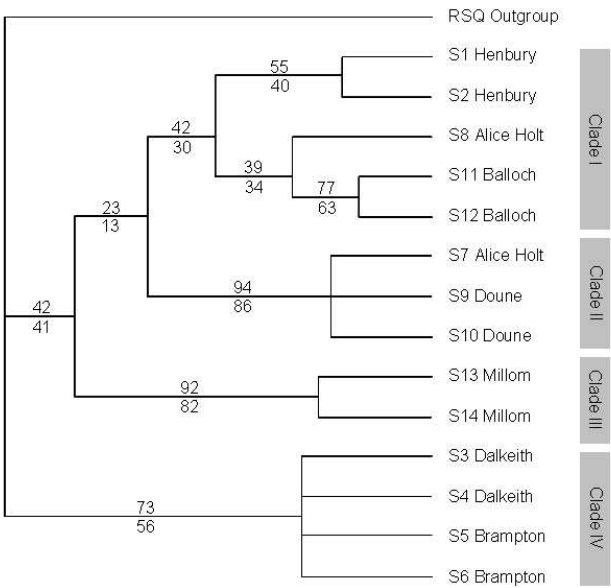 RSQ Outgroup
S1 Henbury
55
40
S2 Henbury
42
30
S8 Alice Holt
39
34
S11 Balloch
77
63
S12 Balloch
Clade I
23
13
S7 Alice Holt
94
86
S9 Doune
S10 Doune
Clade II
42
41
S13 Millom
92
82
S14 Millom
Clade III
S3 Dalkeith
S4 Dalkeith
73
56
S5 Brampton
S6 Brampton
Clade IV